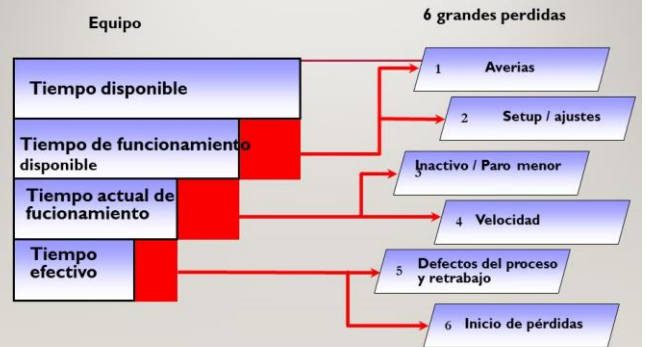 Equipo
6 grandes perdidas
Tiempo disponible
Tiempo de funcionamiento
disponible
Tiempo actual de
fucionamiento
Tiempo
efectivo
1 Averias
2 Setup / ajustes
3 Inactivo / Paro menor
4 Velocidad
5 Defectos del proceso
y retrabajo
6 Inicio de pérdidas